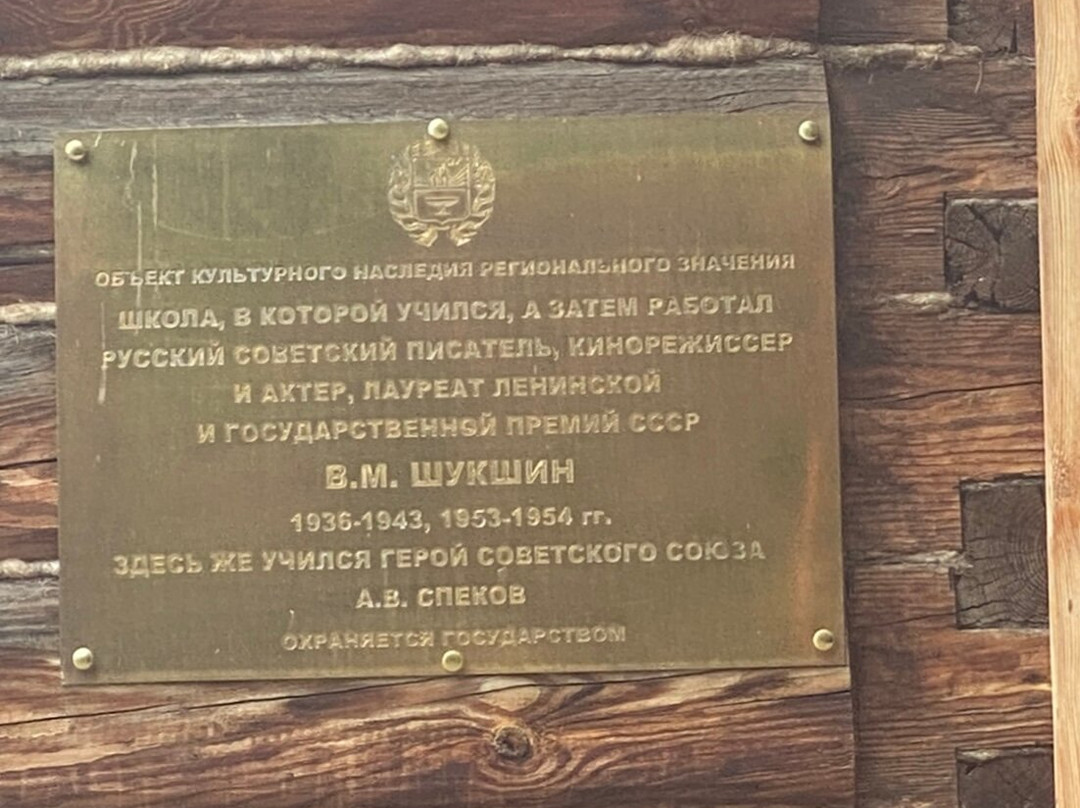 ОБЪЕКТ КУЛЬТУРНОГО НАСЛЕДИЯ РЕГИОНАЛЬНОГО ЗНАЧЕНИЯ
ШКОЛА, В КОТОРОЙ УЧИЛСЯ, А ЗАТЕМ РАБОТАЛ
РУССКИЙ СОВЕТСКИЙ ПИСАТЕЛЬ, КИНОРЕЖИССЕР
И АКТЕР, ЛАУРЕАТ ЛЕНИНСКОЙ
И ГОСУДАРСТВЕННОЙ ПРЕМИЙ СССР
В.М. ШУКШИН
1936-1943, 1953-1954 гг.
ЗДЕСЬ ЖЕ УЧИЛСЯ ГЕРОЙ СОВЕТСКОГО СОЮЗА
А.В. СПЕКОВ
ОХРАНЯЕТСЯ ГОСУДАРСТВОМ